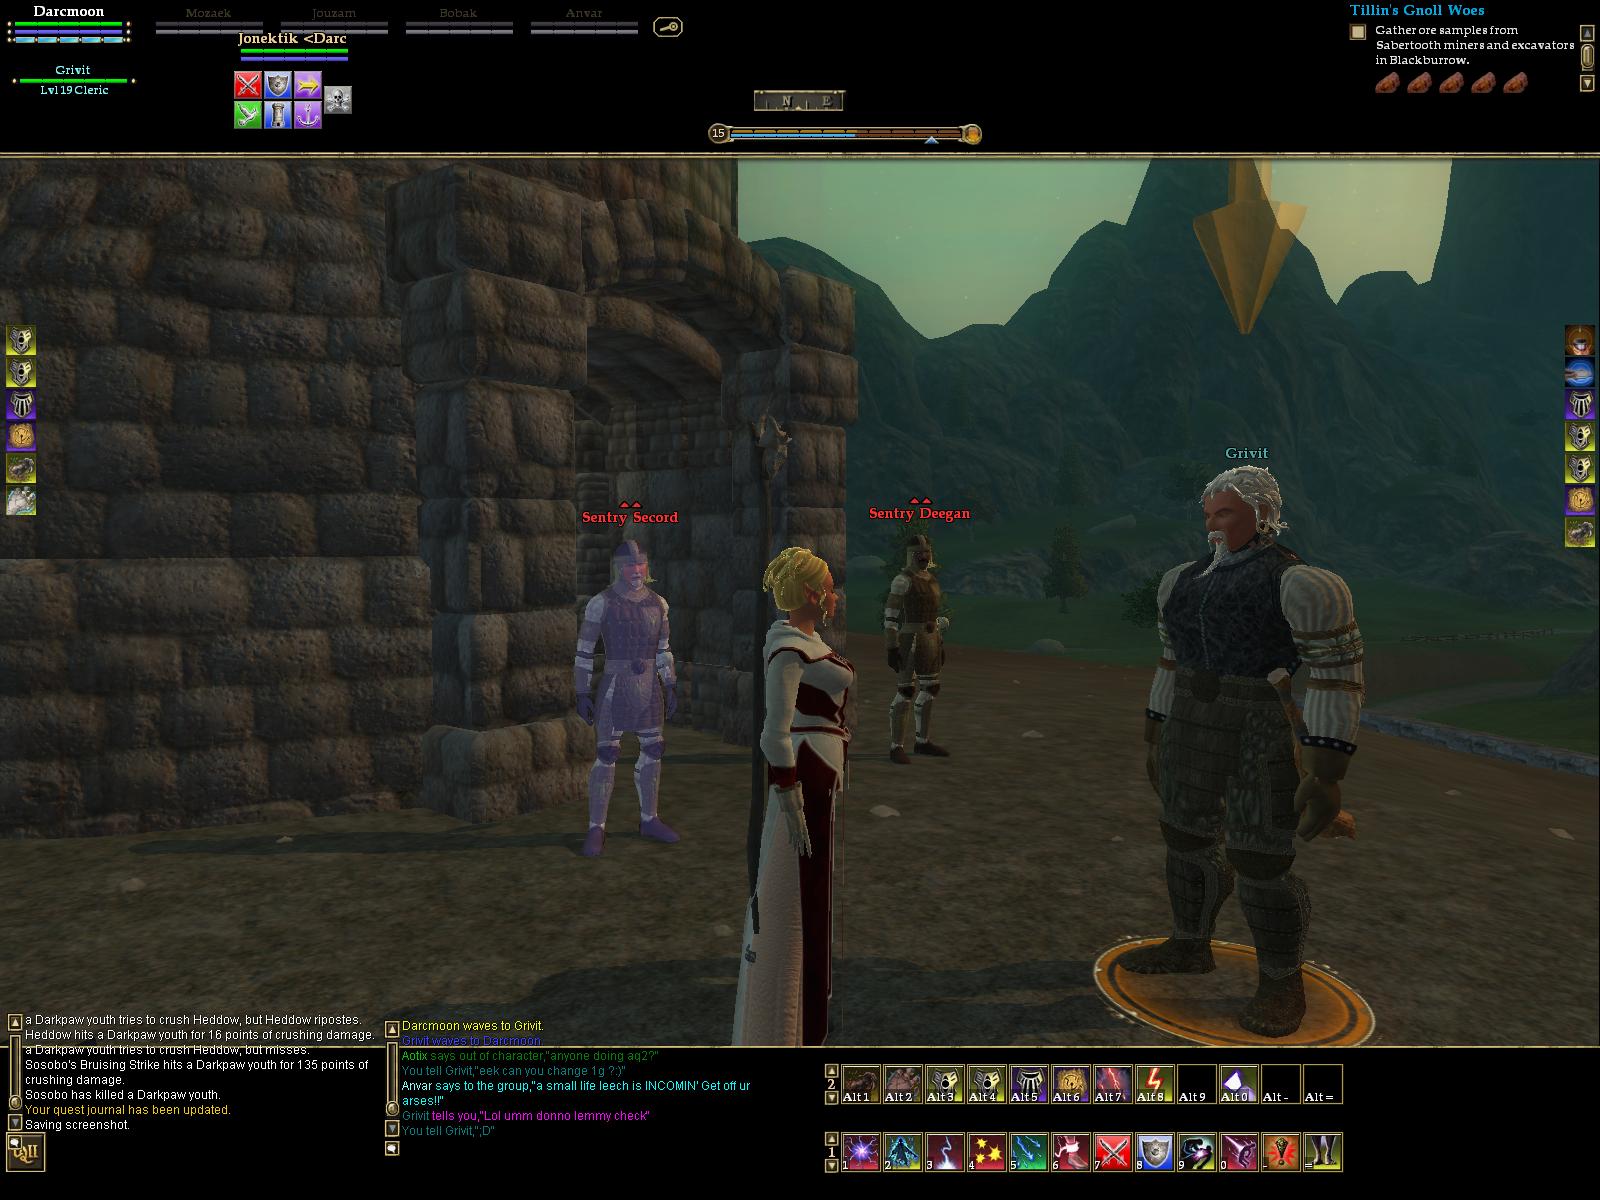 Darcmoon
Mozaek
Jouzam
Bobak
Anvar
Jonektik <Darc
Grivit
Lvl 19 Cleric
N E
15
Tillin's Gnoll Woes
Gather ore samples from
Sabertooth miners and excavators
in Blackburrow.
Grivit
Sentry Secord
Sentry Deegan
a Darkpaw youth tries to crush Heddow, but Heddow ripostes.
Heddow hits a Darkpaw youth for 16 points of crushing damage.
a Darkpaw youth tries to crush Heddow, but misses.
Sosobo's Bruising Strike hits a Darkpaw youth for 135 points of
crushing damage.
Sosobo has killed a Darkpaw youth.
Your quest journal has been updated.
Saving screenshot.
Darcmoon waves to Grivit.
Grivit waves to Darcmoon.
Aotix says out of character,"anyone doing aq2?"
You tell Grivit,"eek can you change 1g ?:)"
Anvar says to the group,"a small life leech is INCOMIN' Get off ur
arses!!"
Grivit tells you,"Lol umm donno lemmy check"
You tell Grivit,";D"
2
Alt 1 Alt 2 Alt 3 Alt 4 Alt 5 Alt 6 Alt 7 Alt 8 Alt 9 Alt 0 Alt - Alt =
1
1 2 3 4 5 6 7 8 9 0 - =
EQII